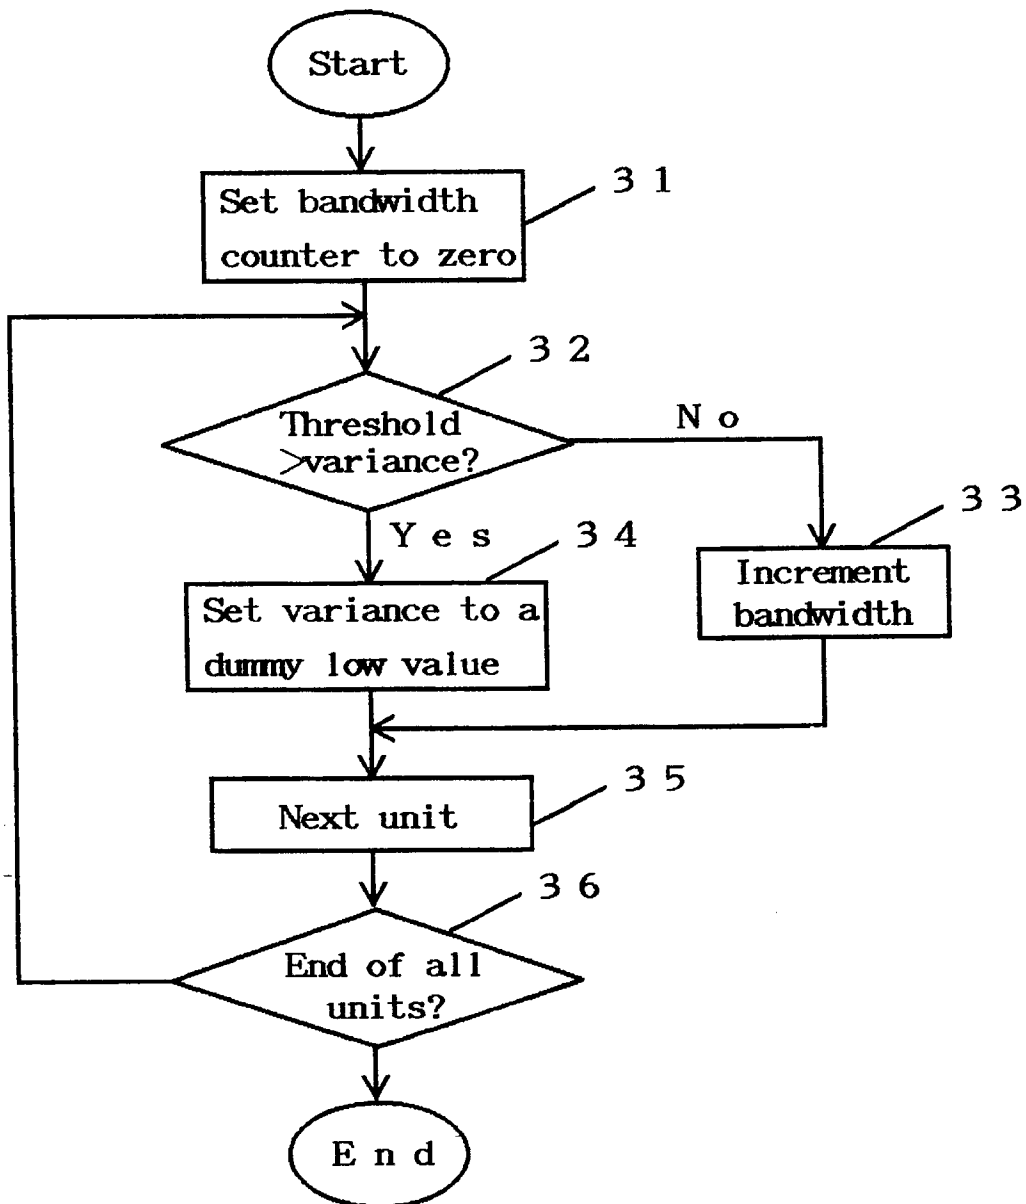 Start
Set bandwidth
counter to zero
3 1
3 2
Threshold
>variance?
N o
Y e s
3 3
Increment
bandwidth
3 4
Set variance to a
dummy low value
3 5
Next unit
3 6
End of all
units?
E n d